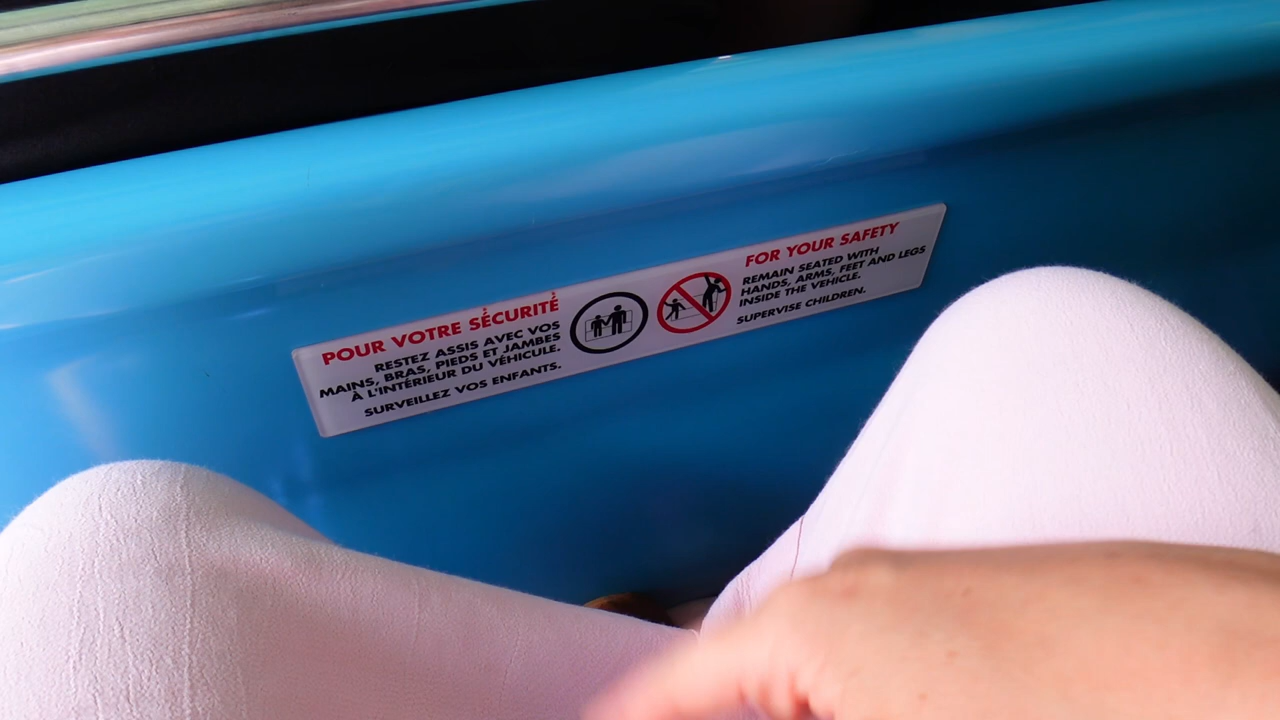 POUR VOTRE SÉCURITÉ
RESTEZ ASSIS AVEC VOS
MAINS, BRAS, PIEDS ET JAMBES
À L'INTÉRIEUR DU VÉHICULE.
SURVEILLEZ VOS ENFANTS.
FOR YOUR SAFETY
REMAIN SEATED WITH
HANDS, ARMS, FEET AND LEGS
INSIDE THE VEHICLE.
SUPERVISE CHILDREN.